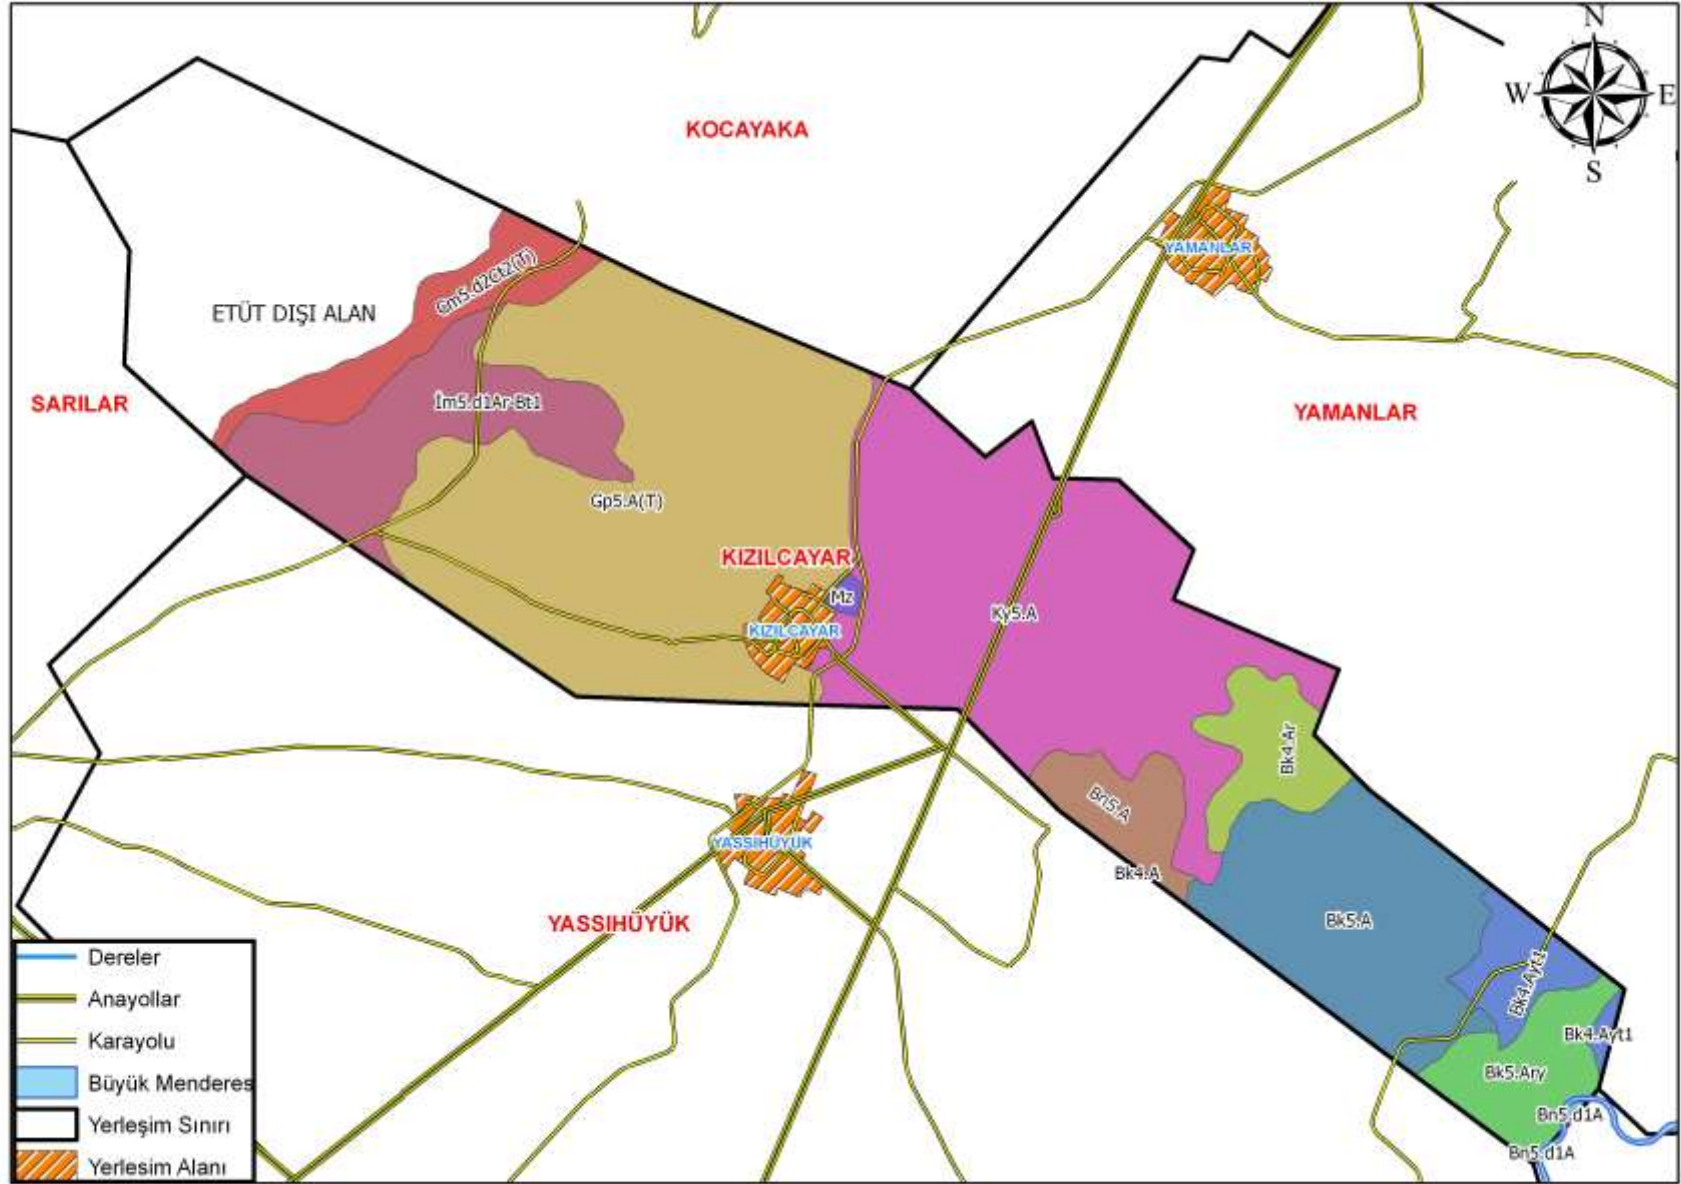 N
W
E
S
KOCAYAKA
YAMANLAR
Gm5.d2Ct2(T)
ETÜT DIŞI ALAN
SARILAR
İm5.d1Ar-Bt1
YAMANLAR
Gp5.A(T)
KIZILCAYAR
Mz
Ky5.A
KIZILCAYAR
Bk4.Ar
Bn5.A
YASSIHÜYÜK
Bk4.A
YASSIHÜYÜK
Bk5.A
Bk4.Ayt1
Bk4.Ayt1
Bk5.Ary
Bn5.d1A
Bn5.d1A
Dereler
Anayollar
Karayolu
Büyük Menderes
Yerleşim Sınırı
Yerlesim Alanı